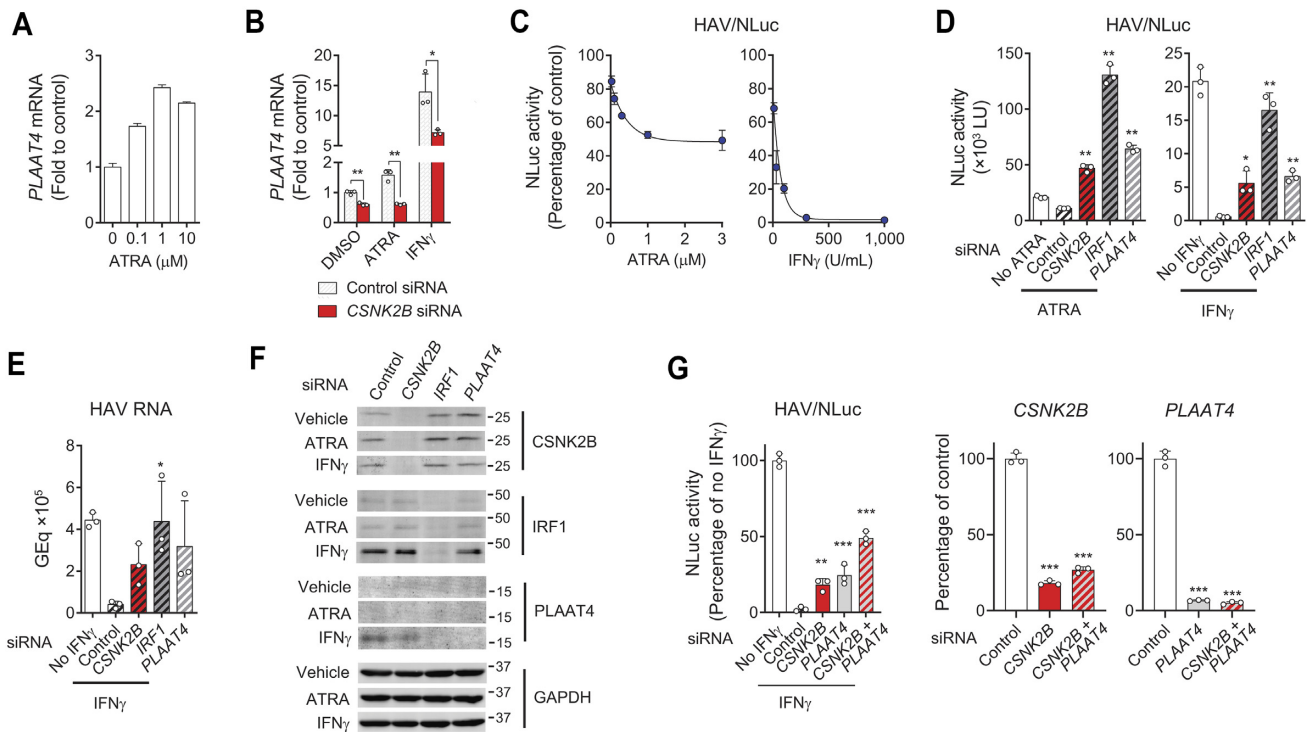 A
PLAAT4 mRNA
(Fold to control)
3
2
1
0
0 0.1 1 10
ATRA (μM)
B
PLAAT4 mRNA
(Fold to control)
20
15
10
5
2
1
0
** ** *
DMSO ATRA IFNγ
Control siRNA
CSNK2B siRNA
C
HAV/NLuc
NLuc activity
(Percentage of control)
100
80
60
40
20
0
0 1 2 3
ATRA (μM)
100
80
60
40
20
0
0 500 1,000
IFNγ (U/mL)
D
HAV/NLuc
NLuc activity
(×10³ LU)
150
100
50
0
** ** **
siRNA
No ATRA Control CSNK2B IRF1 PLAAT4
ATRA
25
20
15
10
5
0
* ** **
No IFNγ Control CSNK2B IRF1 PLAAT4
IFNγ
E
HAV RNA
GEq ×10⁵
8
6
4
2
0
*
siRNA
No IFNγ Control CSNK2B IRF1 PLAAT4
IFNγ
F
siRNA Control CSNK2B IRF1 PLAAT4
Vehicle -25
ATRA -25
IFNγ -25
CSNK2B
Vehicle -50
ATRA -50
IFNγ -50
IRF1
Vehicle -15
ATRA
IFNγ -15
PLAAT4
Vehicle -37
ATRA -37
IFNγ -37
GAPDH
G
HAV/NLuc
NLuc activity
(Percentage of no IFNγ)
100
50
0
** *** ***
siRNA
No IFNγ Control CSNK2B PLAAT4 CSNK2B + PLAAT4
IFNγ
CSNK2B
Percentage of control
100
50
0
*** ***
siRNA
Control CSNK2B CSNK2B + PLAAT4
PLAAT4
100
50
0
*** ***
Control PLAAT4 CSNK2B + PLAAT4